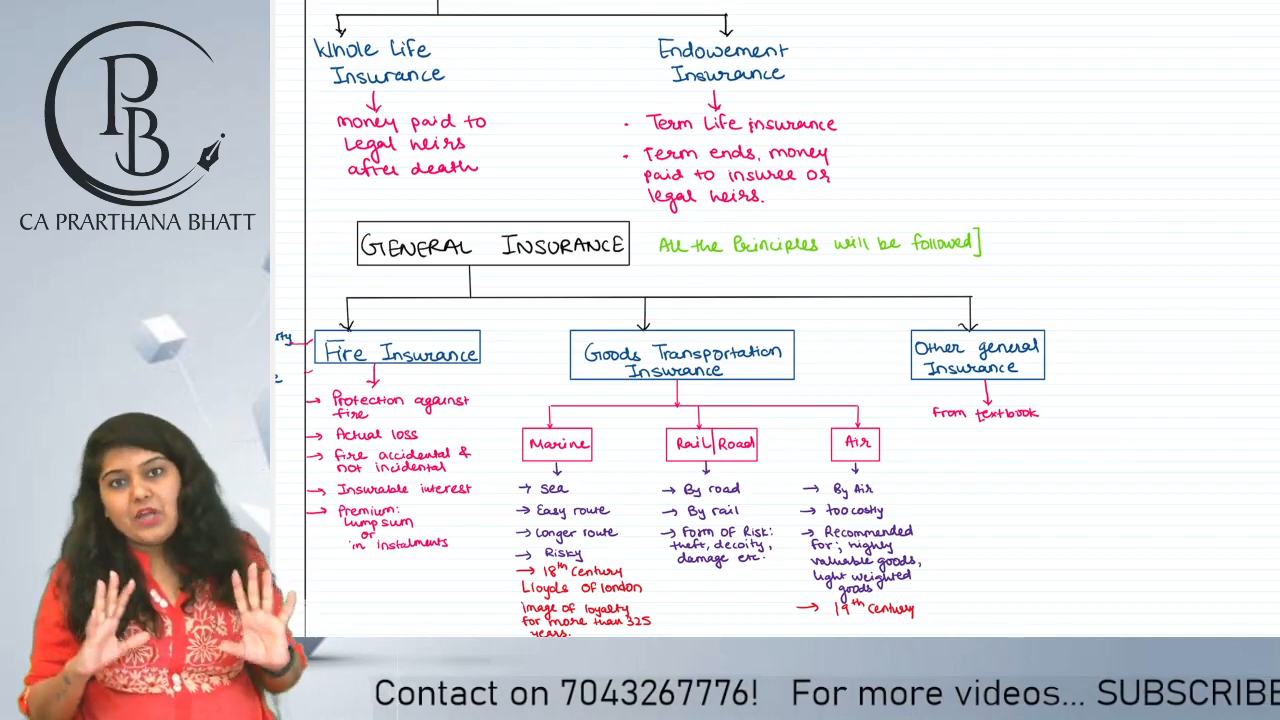 PB
CA PRARTHANA BHATT
Whole Life
Insurance
money paid to
Legal heirs
after death
Endowement
Insurance
· Term Life insurance
· Term ends, money
paid to insuree or
legal heirs.
GENERAL INSURANCE
All the Principles will be followed]
Fire Insurance
→ Protection against
fire
→ Actual loss
→ fire accidental &
not incidental
→ Insurable interest
→ Premium:
Lump sum
or
in Instalments
Goods Transportation
Insurance
Marine
→ Sea
→ Easy route
→ Longer route
→ Risky
→ 18th Century
Lloyds of london
Image of loyalty
for more than 325
years.
Rail/Road
→ By road
→ By rail
→ Form of Risk:
theft, decoity,
damage etc.
Air
→ By Air
→ too costly
→ Recommended
for; highly
valuable goods,
light weighted
goods
→ 19th Century
Other general
Insurance
From textbook
Contact on 7043267776! For more videos... SUBSCRIBE